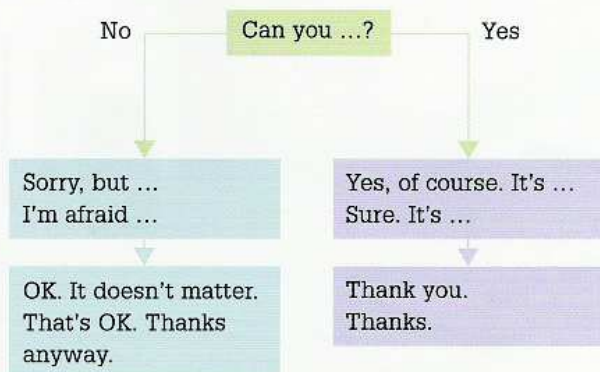 No
Can you ...?
Yes
Sorry, but ...
I'm afraid ...
Yes, of course. It's ...
Sure. It's ...
OK. It doesn't matter.
That's OK. Thanks
anyway.
Thank you.
Thanks.